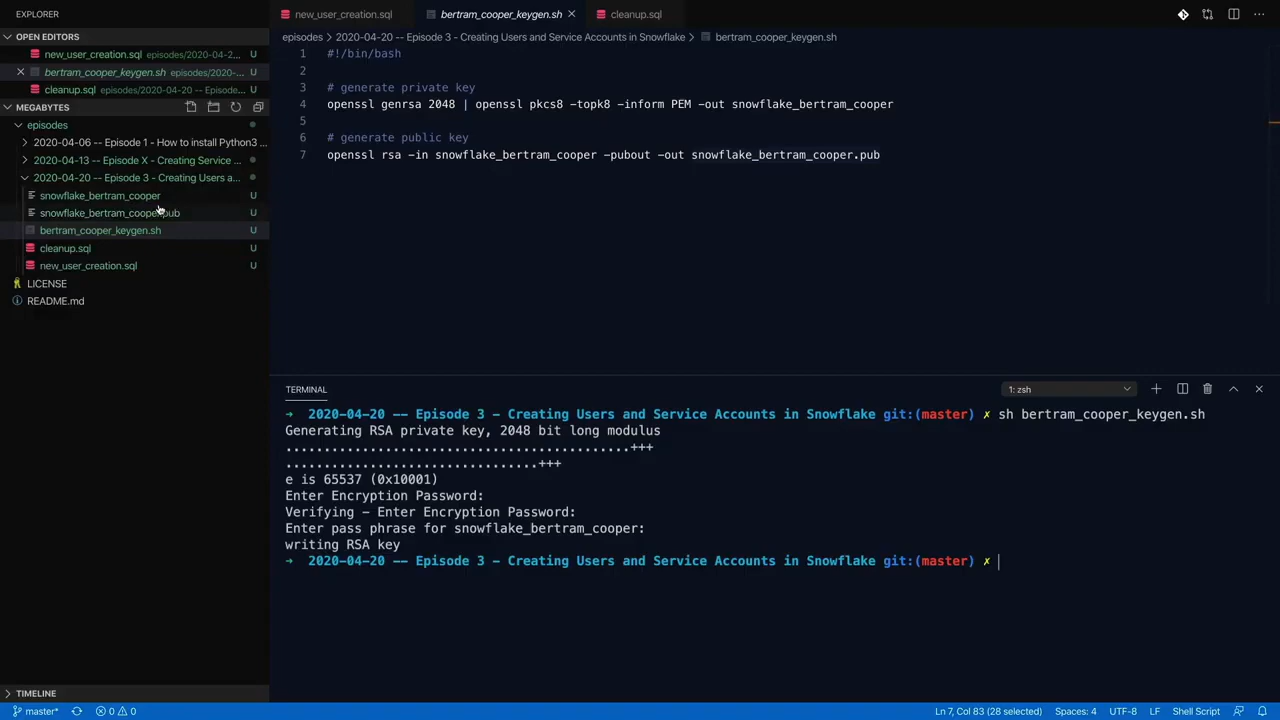 EXPLORER
OPEN EDITORS
new_user_creation.sql episodes/2020-04-2... U
bertram_cooper_keygen.sh episodes/2020-... U
cleanup.sql episodes/2020-04-20 -- Episode... U
MEGABYTES
episodes
2020-04-06 -- Episode 1 - How to install Python3 ...
2020-04-13 -- Episode X - Creating Service ...
2020-04-20 -- Episode 3 - Creating Users a...
snowflake_bertram_cooper U
snowflake_bertram_cooper.pub U
bertram_cooper_keygen.sh U
cleanup.sql U
new_user_creation.sql U
LICENSE
README.md
TIMELINE
new_user_creation.sql bertram_cooper_keygen.sh cleanup.sql
episodes > 2020-04-20 -- Episode 3 - Creating Users and Service Accounts in Snowflake > bertram_cooper_keygen.sh
1 #!/bin/bash
2
3 # generate private key
4 openssl genrsa 2048 | openssl pkcs8 -topk8 -inform PEM -out snowflake_bertram_cooper
5
6 # generate public key
7 openssl rsa -in snowflake_bertram_cooper -pubout -out snowflake_bertram_cooper.pub
TERMINAL 1: zsh
➜ 2020-04-20 -- Episode 3 - Creating Users and Service Accounts in Snowflake git:(master) ✗ sh bertram_cooper_keygen.sh
Generating RSA private key, 2048 bit long modulus
.............................................+++
.................................+++
e is 65537 (0x10001)
Enter Encryption Password:
Verifying - Enter Encryption Password:
Enter pass phrase for snowflake_bertram_cooper:
writing RSA key
➜ 2020-04-20 -- Episode 3 - Creating Users and Service Accounts in Snowflake git:(master) ✗
master* 0 0 Ln 7, Col 83 (28 selected) Spaces: 4 UTF-8 LF Shell Script